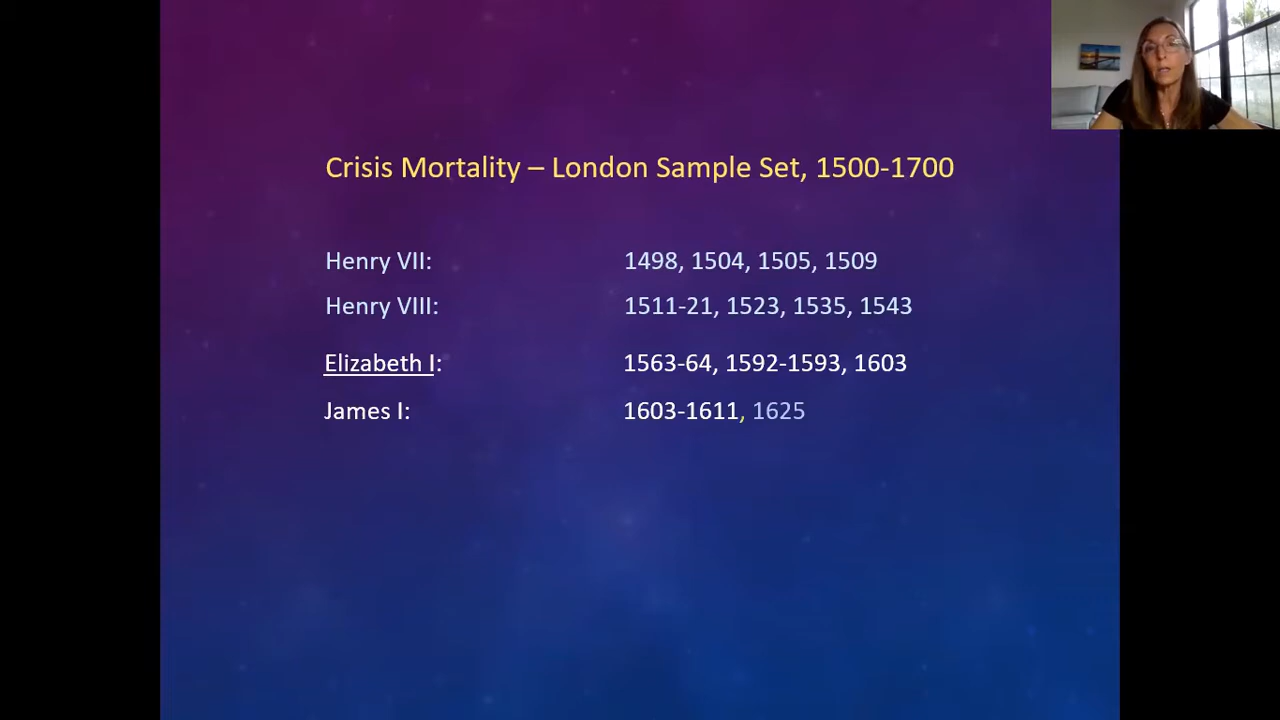 Crisis Mortality – London Sample Set, 1500-1700
Henry VII: 1498, 1504, 1505, 1509
Henry VIII: 1511-21, 1523, 1535, 1543
Elizabeth I: 1563-64, 1592-1593, 1603
James I: 1603-1611, 1625